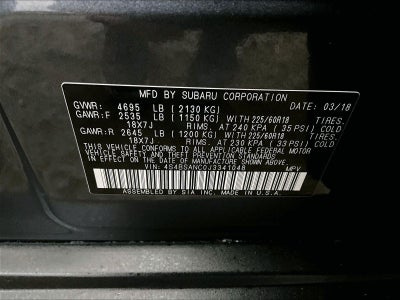 MFD BY SUBARU CORPORATION DATE: 03/18
GVWR: 4695 LB (2130 KG)
GAWR:F 2535 LB (1150 KG) WITH 225/60R18 TIRES.
18X7J RIMS. AT 240 KPA (35 PSI) COLD
GAWR:R 2645 LB (1200 KG) WITH 225/60R18 TIRES.
18X7J RIMS. AT 230 KPA (33 PSI) COLD
THIS VEHICLE CONFORMS TO ALL APPLICABLE FEDERAL MOTOR
VEHICLE SAFETY STANDARDS IN EFFECT ON THE
DATE OF MANUFACTURE SHOWN ABOVE.
VIN: 4S4BSANC0J3341048 MPV
ASSEMBLED BY SIA INC. MADE IN U.S.A.